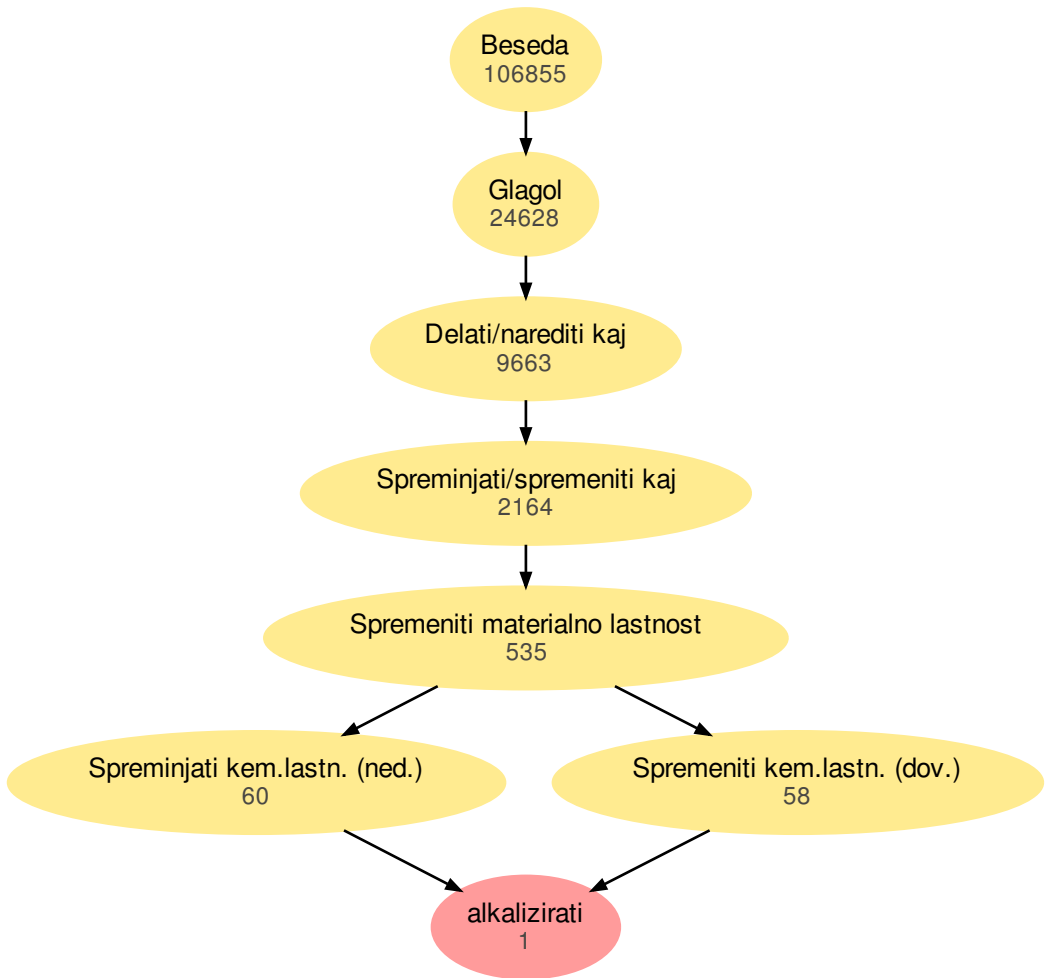 Beseda
106855
Glagol
24628
Delati/narediti kaj
9663
Spreminjati/spremeniti kaj
2164
Spremeniti materialno lastnost
535
Spreminjati kem.lastn. (ned.)
60
Spremeniti kem.lastn. (dov.)
58
alkalizirati
1